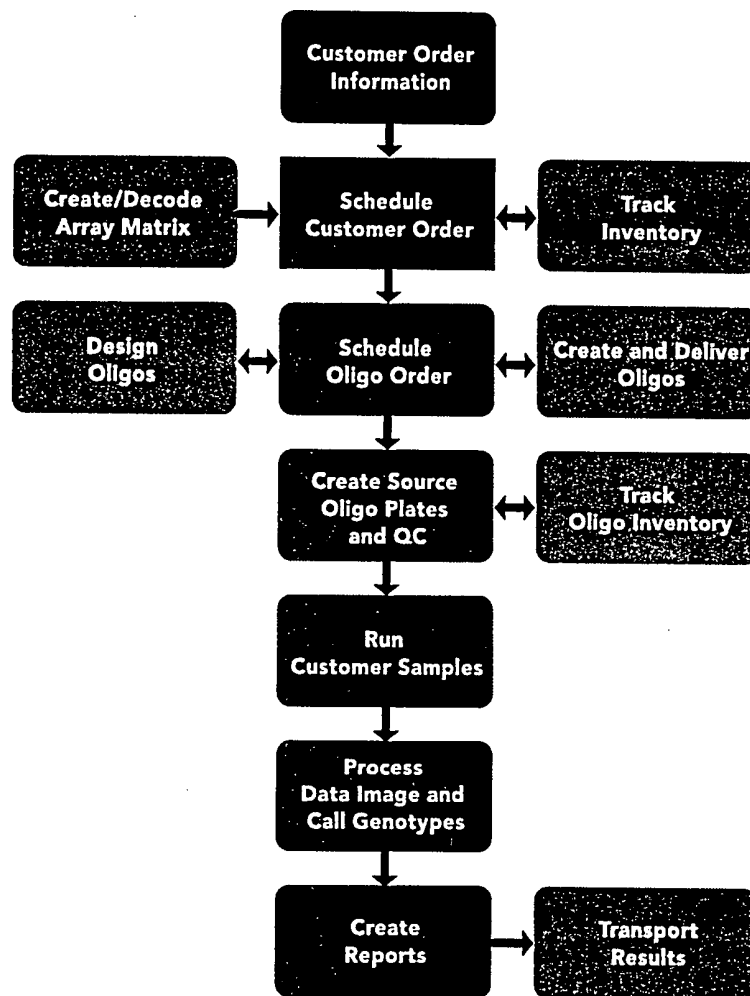 Customer Order
Information
Create/Decode
Array Matrix
Schedule
Customer Order
Track
Inventory
Design
Oligos
Schedule
Oligo Order
Create and Deliver
Oligos
Create Source
Oligo Plates
and QC
Track
Oligo Inventory
Run
Customer Samples
Process
Data Image and
Call Genotypes
Create
Reports
Transport
Results